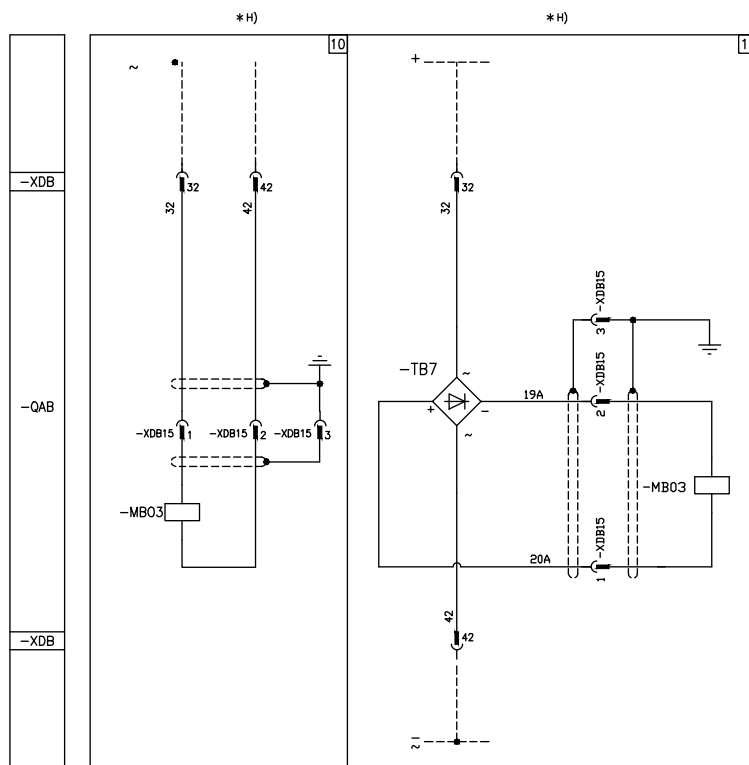 *H)
*H)
10
1
~
+
-XDB
32
42
32
32
42
32
-XDB15
3
-TB7
~
-XDB15
-QAB
+
-
19A
2
~
-XDB15
1
-XDB15
2
-XDB15
3
-MB03
-MB03
-XDB15
20A
1
42
-XDB
42
-
~